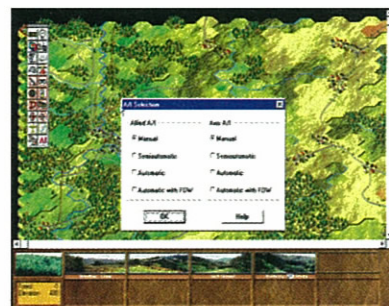 A/I Selection
Allied A/I
Axis A/I
Manual
Manual
Semiautomatic
Semiautomatic
Automatic
Automatic
Automatic with FOW
Automatic with FOW
OK
Help